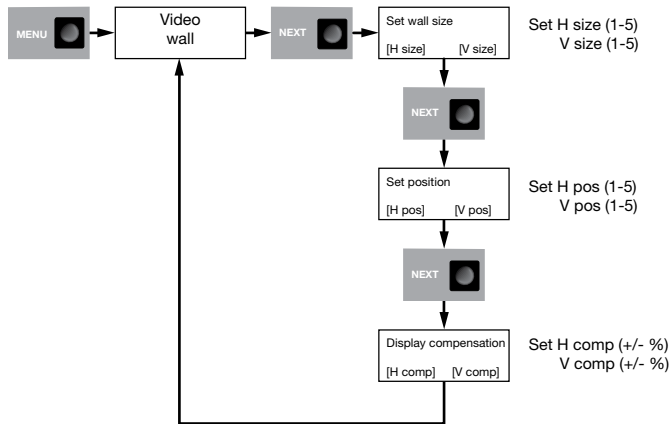 MENU
Video
wall
NEXT
Set wall size
[H size] [V size]
Set H size (1-5)
V size (1-5)
NEXT
Set position
[H pos] [V pos]
Set H pos (1-5)
V pos (1-5)
NEXT
Display compensation
[H comp] [V comp]
Set H comp (+/- %)
V comp (+/- %)